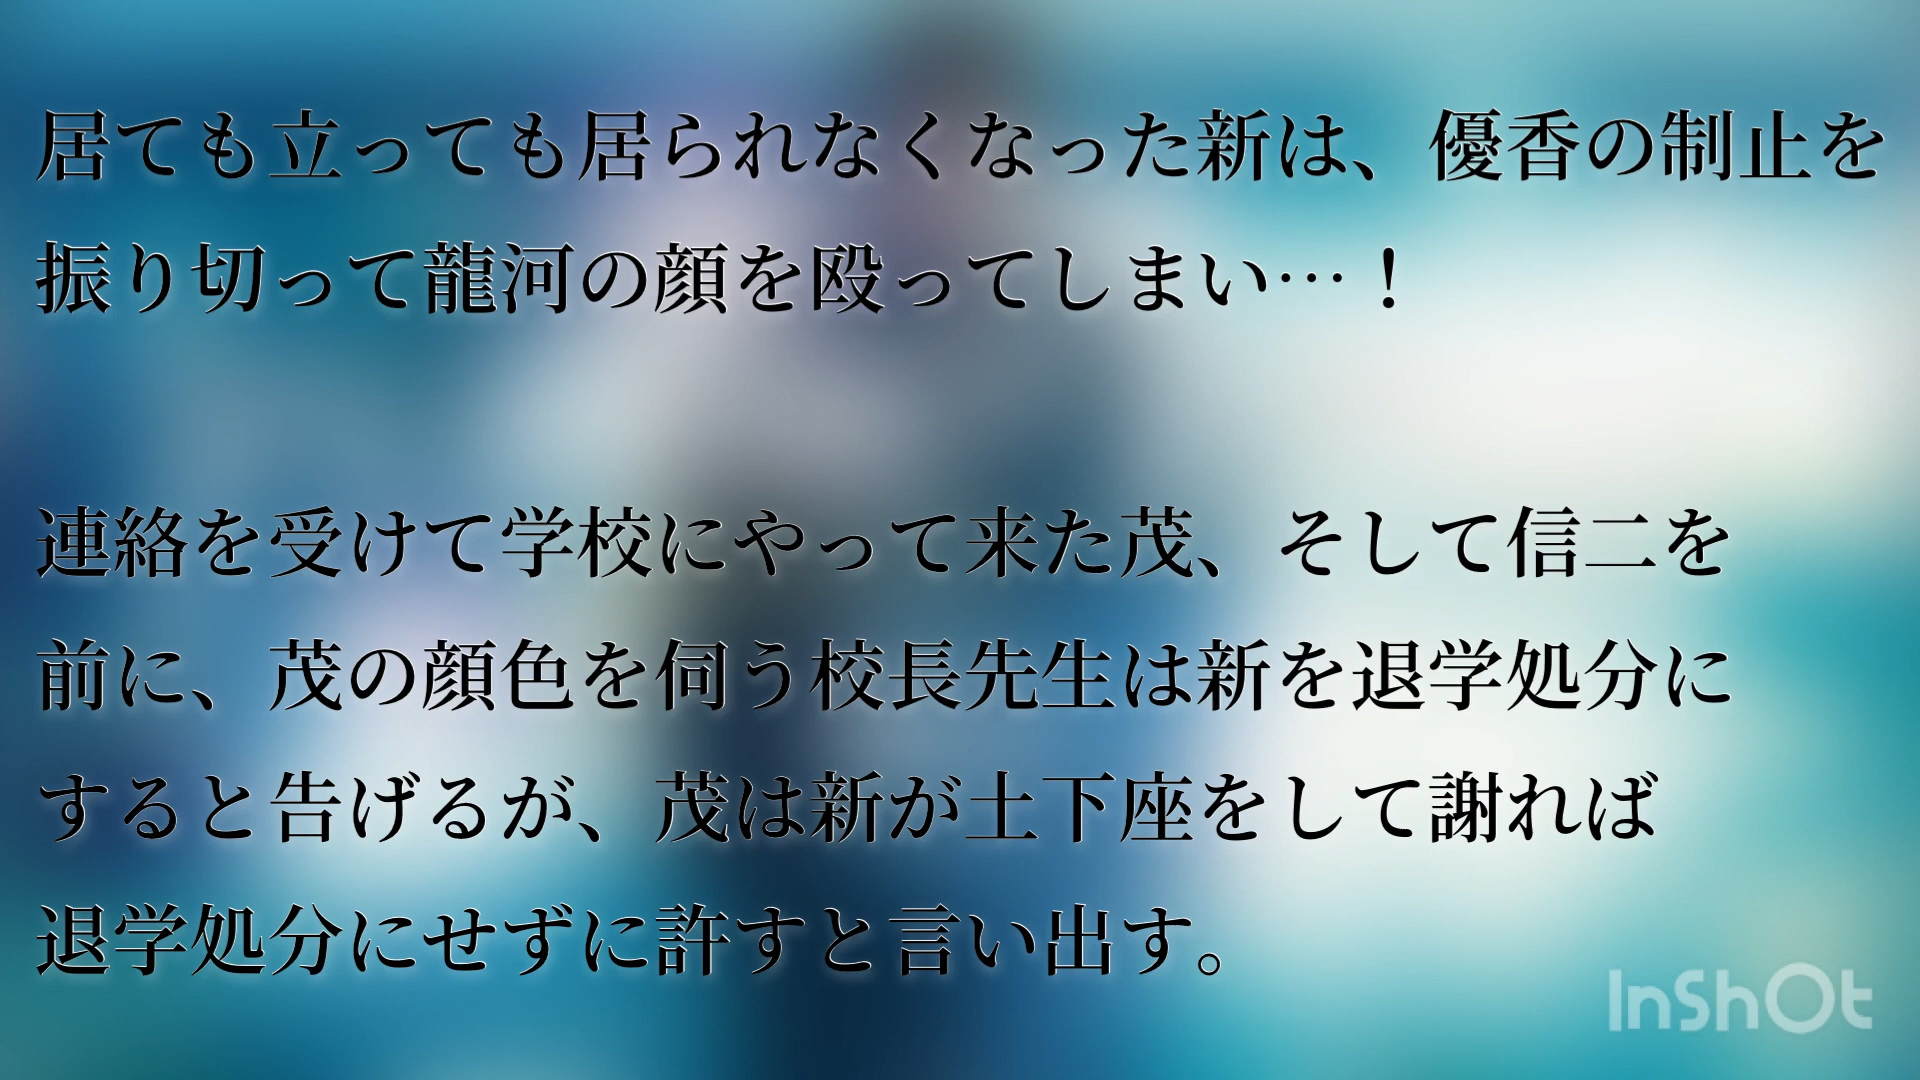 居ても立っても居られなくなった新は、優香の制止を
振り切って龍河の顔を殴ってしまい…！
連絡を受けて学校にやって来た茂、そして信二を
前に、茂の顔色を伺う校長先生は新を退学処分に
すると告げるが、茂は新が土下座をして謝れば
退学処分にせずに許すと言い出す。
InShOt